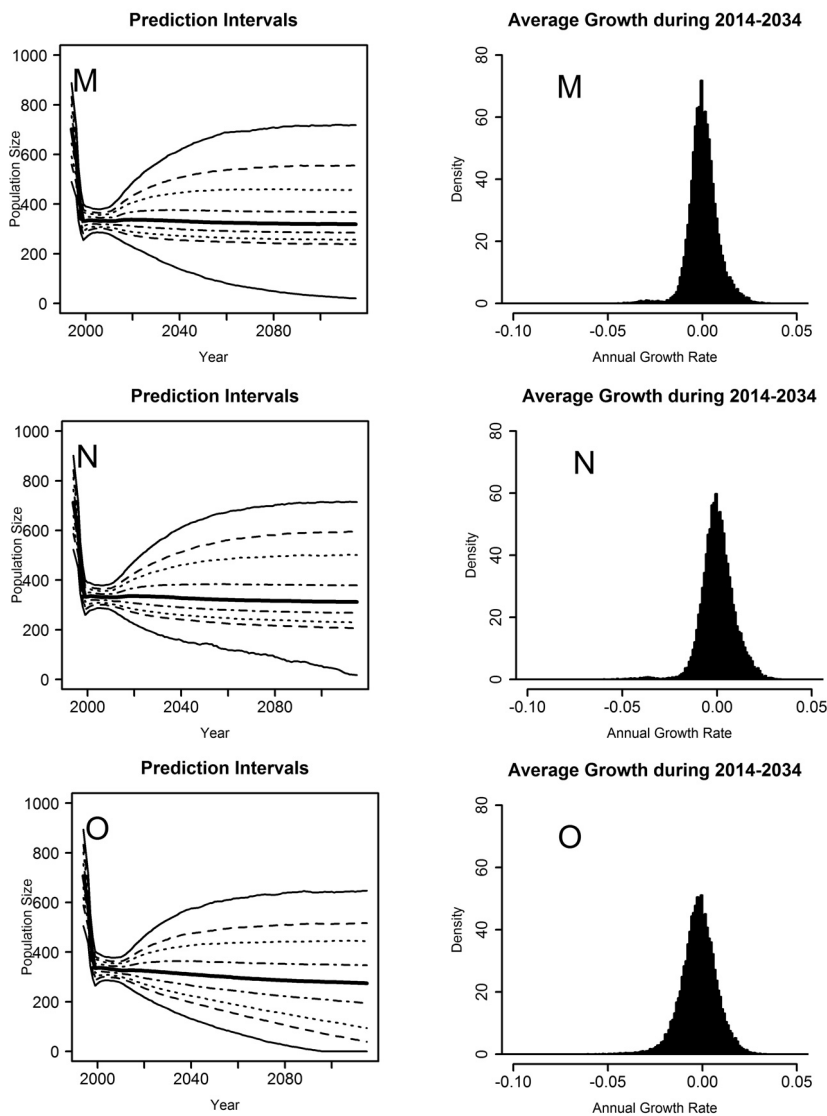 Prediction Intervals
Average Growth during 2014-2034
M
M
Population Size
0
200
400
600
800
1000
2000
2040
2080
Year
Density
0
20
40
60
80
-0.10
-0.05
0.00
0.05
Annual Growth Rate
Prediction Intervals
Average Growth during 2014-2034
N
N
Population Size
0
200
400
600
800
1000
2000
2040
2080
Year
Density
0
20
40
60
80
-0.10
-0.05
0.00
0.05
Annual Growth Rate
Prediction Intervals
Average Growth during 2014-2034
O
O
Population Size
0
200
400
600
800
1000
2000
2040
2080
Year
Density
0
20
40
60
80
-0.10
-0.05
0.00
0.05
Annual Growth Rate